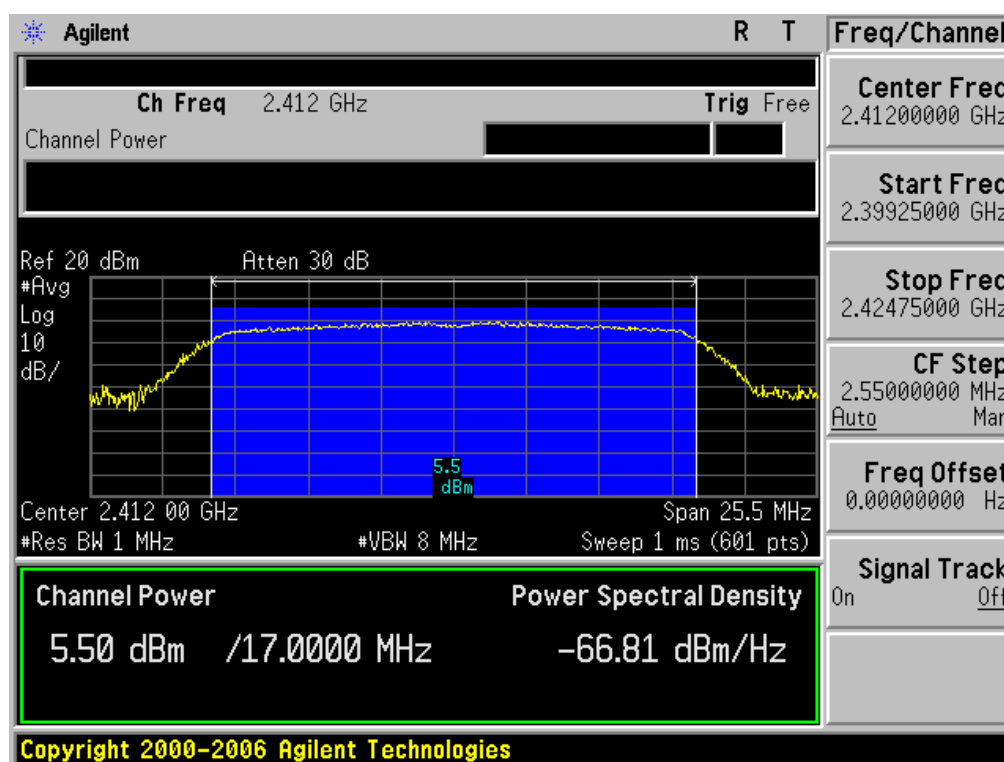 Agilent R T
Ch Freq 2.412 GHz Trig Free
Channel Power
Ref 20 dBm Atten 30 dB
#Avg
Log
10
dB/
5.5
dBm
Center 2.412 00 GHz Span 25.5 MHz
#Res BW 1 MHz #VBW 8 MHz Sweep 1 ms (601 pts)
Channel Power Power Spectral Density
5.50 dBm /17.0000 MHz -66.81 dBm/Hz
Copyright 2000-2006 Agilent Technologies
Freq/Channel
Center Freq
2.41200000 GHz
Start Freq
2.39925000 GHz
Stop Freq
2.42475000 GHz
CF Step
2.55000000 MHz
Auto Man
Freq Offset
0.00000000 Hz
Signal Track
On Off